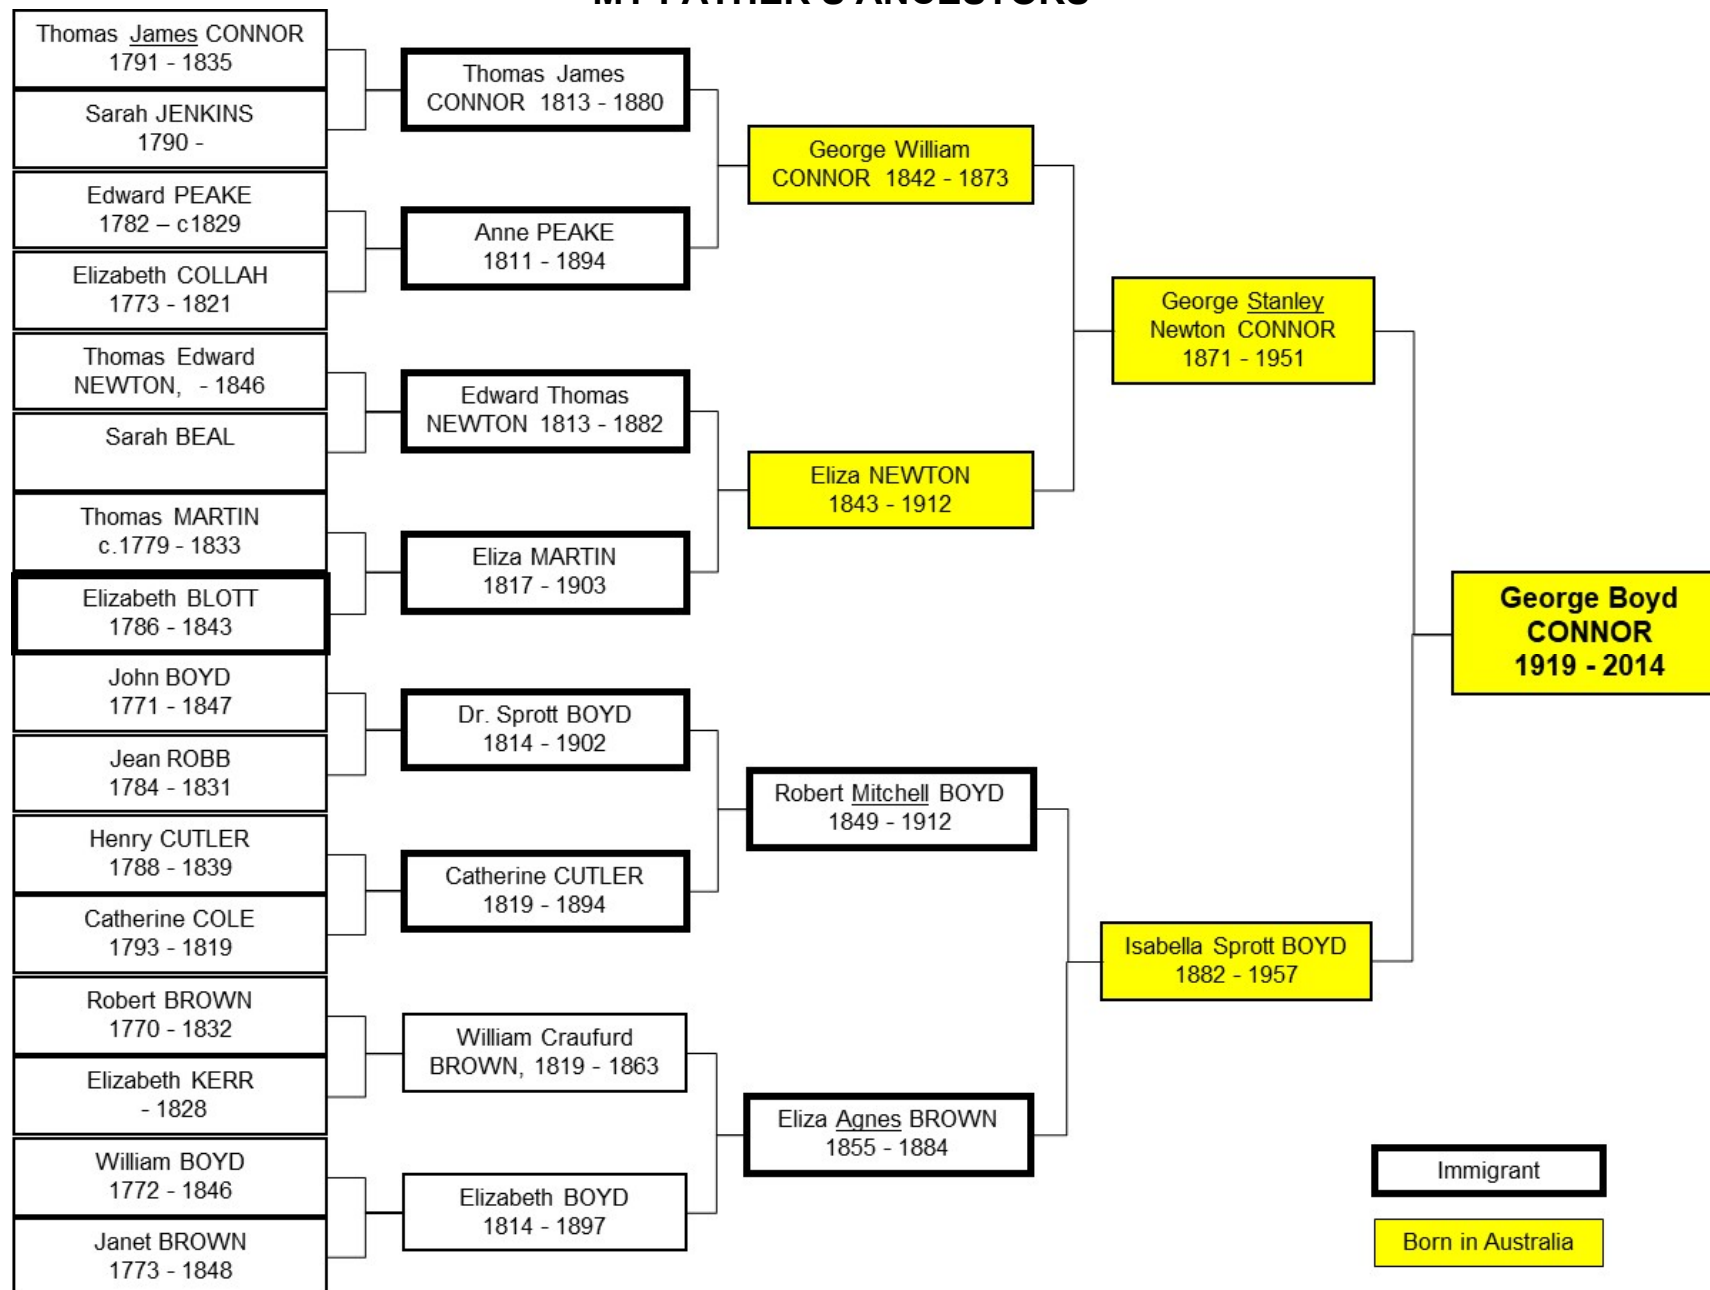 MY FATHER'S ANCESTORS
Thomas James CONNOR
1791 - 1835
Sarah JENKINS
1790 -
Edward PEAKE
1782 – c1829
Elizabeth COLLAH
1773 - 1821
Thomas Edward
NEWTON,  - 1846
Sarah BEAL
Thomas MARTIN
c.1779 - 1833
Elizabeth BLOTT
1786 - 1843
John BOYD
1771 - 1847
Jean ROBB
1784 - 1831
Henry CUTLER
1788 - 1839
Catherine COLE
1793 - 1819
Robert BROWN
1770 - 1832
Elizabeth KERR
- 1828
William BOYD
1772 - 1846
Janet BROWN
1773 - 1848
Thomas James
CONNOR 1813 - 1880
Anne PEAKE
1811 - 1894
Edward Thomas
NEWTON 1813 - 1882
Eliza MARTIN
1817 - 1903
Dr. Sprott BOYD
1814 - 1902
Catherine CUTLER
1819 - 1894
William Craufurd
BROWN, 1819 - 1863
Elizabeth BOYD
1814 - 1897
George William
CONNOR 1842 - 1873
Eliza NEWTON
1843 - 1912
Robert Mitchell BOYD
1849 - 1912
Eliza Agnes BROWN
1855 - 1884
George Stanley
Newton CONNOR
1871 - 1951
Isabella Sprott BOYD
1882 - 1957
George Boyd
CONNOR
1919 - 2014
Immigrant
Born in Australia